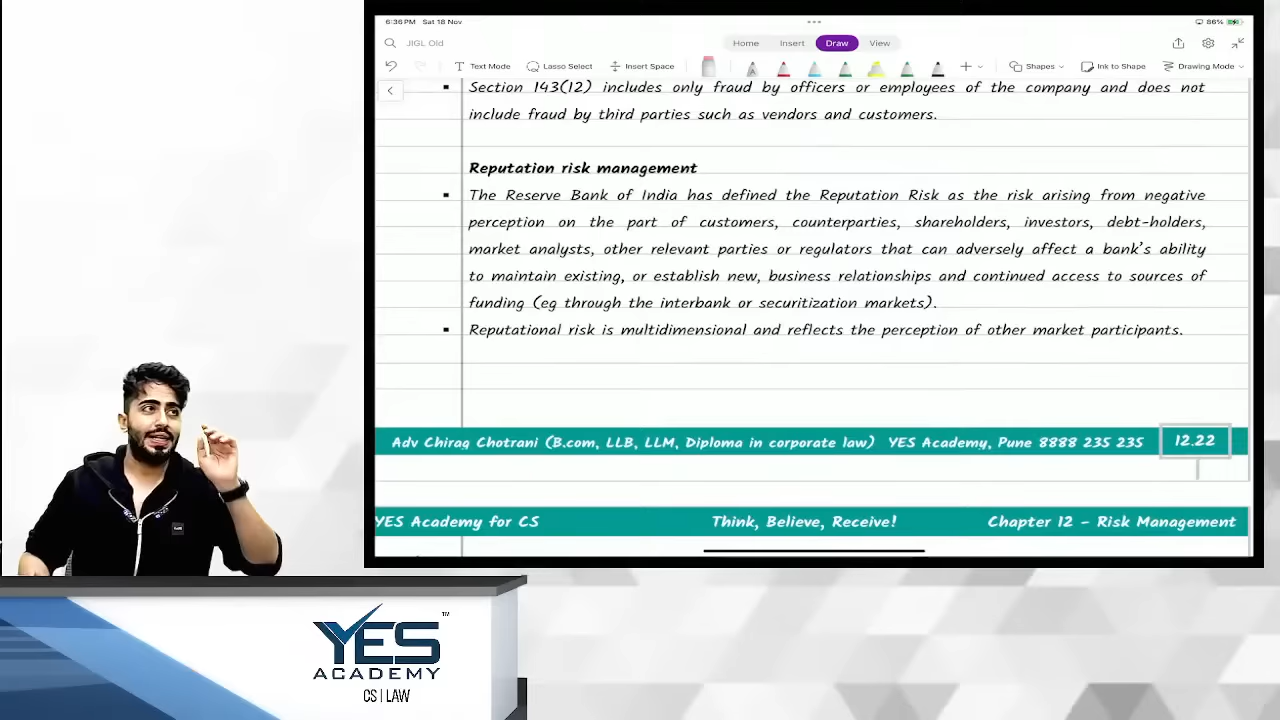 6:36 PM Sat 18 Nov
86%
JIGL Old
Home Insert Draw View
Text Mode Lasso Select Insert Space Shapes Ink to Shape Drawing Mode
Section 143(12) includes only fraud by officers or employees of the company and does not
include fraud by third parties such as vendors and customers.
Reputation risk management
The Reserve Bank of India has defined the Reputation Risk as the risk arising from negative
perception on the part of customers, counterparties, shareholders, investors, debt-holders,
market analysts, other relevant parties or regulators that can adversely affect a bank's ability
to maintain existing, or establish new, business relationships and continued access to sources of
funding (eg through the interbank or securitization markets).
Reputational risk is multidimensional and reflects the perception of other market participants.
Adv Chirag Chotrani (B.com, LLB, LLM, Diploma in corporate law) YES Academy, Pune 8888 235 235 12.22
YES Academy for CS Think, Believe, Receive! Chapter 12 - Risk Management
YES TM
ACADEMY
CS | LAW